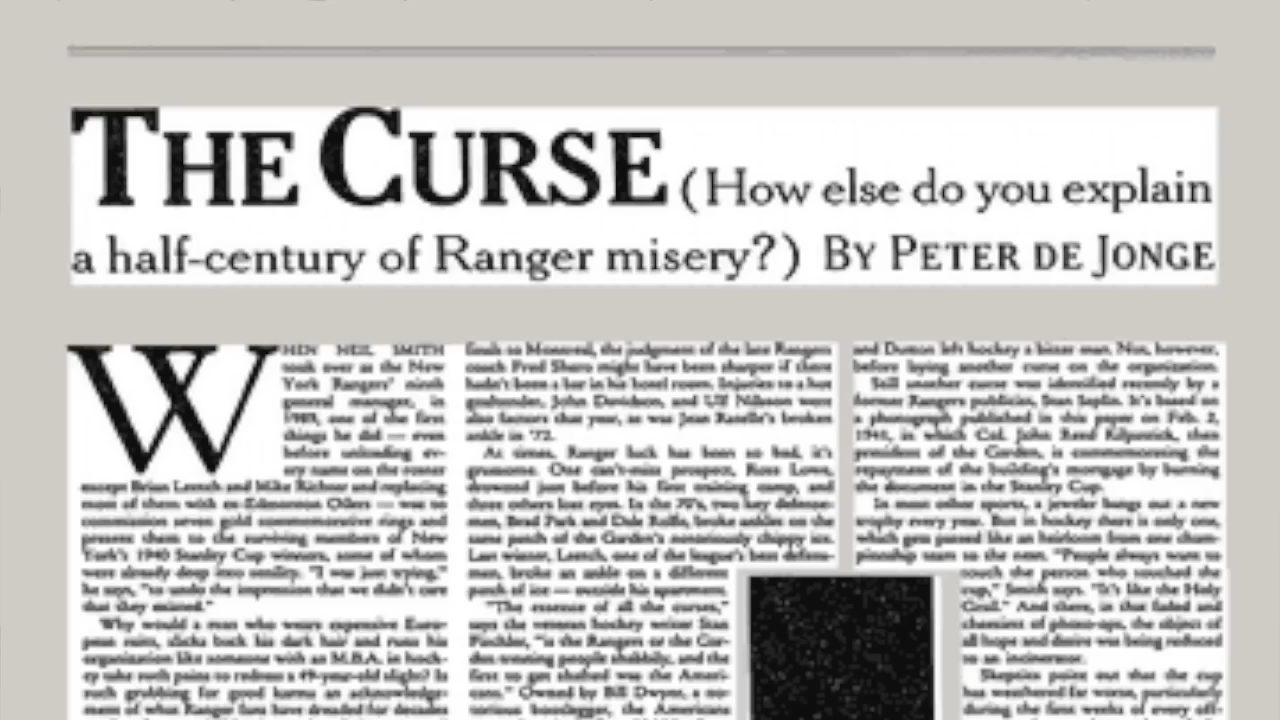 THE CURSE (How else do you explain
a half-century of Ranger misery?) BY PETER DE JONGE
WHEN NEIL SMITH
took over as the New
York Rangers' ninth
general manager, in
1989, one of the first
things he did — even
before unloading ev-
ery name on the roster
except Brian Leetch and Mike Richter and replacing
most of them with ex-Edmonton Oilers — was to
commission seven gold commemorative rings and
present them to the surviving members of New
York's 1940 Stanley Cup winners, some of whom
were already deep into senility. "I was just trying,"
he says, "to undo the impression that we didn't care
that they existed."
Why would a man who wears expensive Euro-
pean suits, slicks back his dark hair and runs his
organization like someone with an M.B.A. in hock-
ey take such pains to redress a 49-year-old slight? Is
such grubbing for good karma an acknowledg-
ment of what Ranger fans have dreaded for decades
finals to Montreal, the judgment of the late Rangers
coach Fred Shero might have been sharper if there
hadn't been a bar in his hotel room. Injuries to a hot
goaltender, John Davidson, and Ulf Nilsson were
also factors that year, as was Jean Ratelle's broken
ankle in '72.
At times, Ranger luck has been so bad, it's
gruesome. One can't-miss prospect, Ross Lowe,
drowned just before his first training camp, and
three others lost eyes. In the 70's, two key defense-
men, Brad Park and Dale Rolfe, broke ankles on the
same patch of the Garden's notoriously chippy ice.
Last winter, Leetch, one of the league's best defense-
men, broke an ankle on a different
patch of ice — outside his apartment.
"The essence of all the curses,"
says the veteran hockey writer Stan
Fischler, "is the Rangers or the Gar-
den treating people shabbily, and the
first to get shafted was the Ameri-
cans." Owned by Bill Dwyer, a no-
torious bootlegger, the Americans
and Dutton left hockey a bitter man. Not, however,
before laying another curse on the organization.
Still another curse was identified recently by a
former Rangers publicist, Stan Saplin. It's based on
a photograph published in this paper on Feb. 2,
1941, in which Col. John Reed Kilpatrick, then
president of the Garden, is commemorating the
repayment of the building's mortgage by burning
the document in the Stanley Cup.
In most other sports, a jeweler bangs out a new
trophy every year. But in hockey there is only one,
which gets passed like an heirloom from one cham-
pionship team to the next. "People always want to
touch the person who touched the
cup," Smith says. "It's like the Holy
Grail." And there, in that faded and
of photo-ops, the object of
all hope and desire was being reduced
to an incinerator.
Skeptics point out that the cup
has weathered far worse, particularly
during the first weeks of every off-